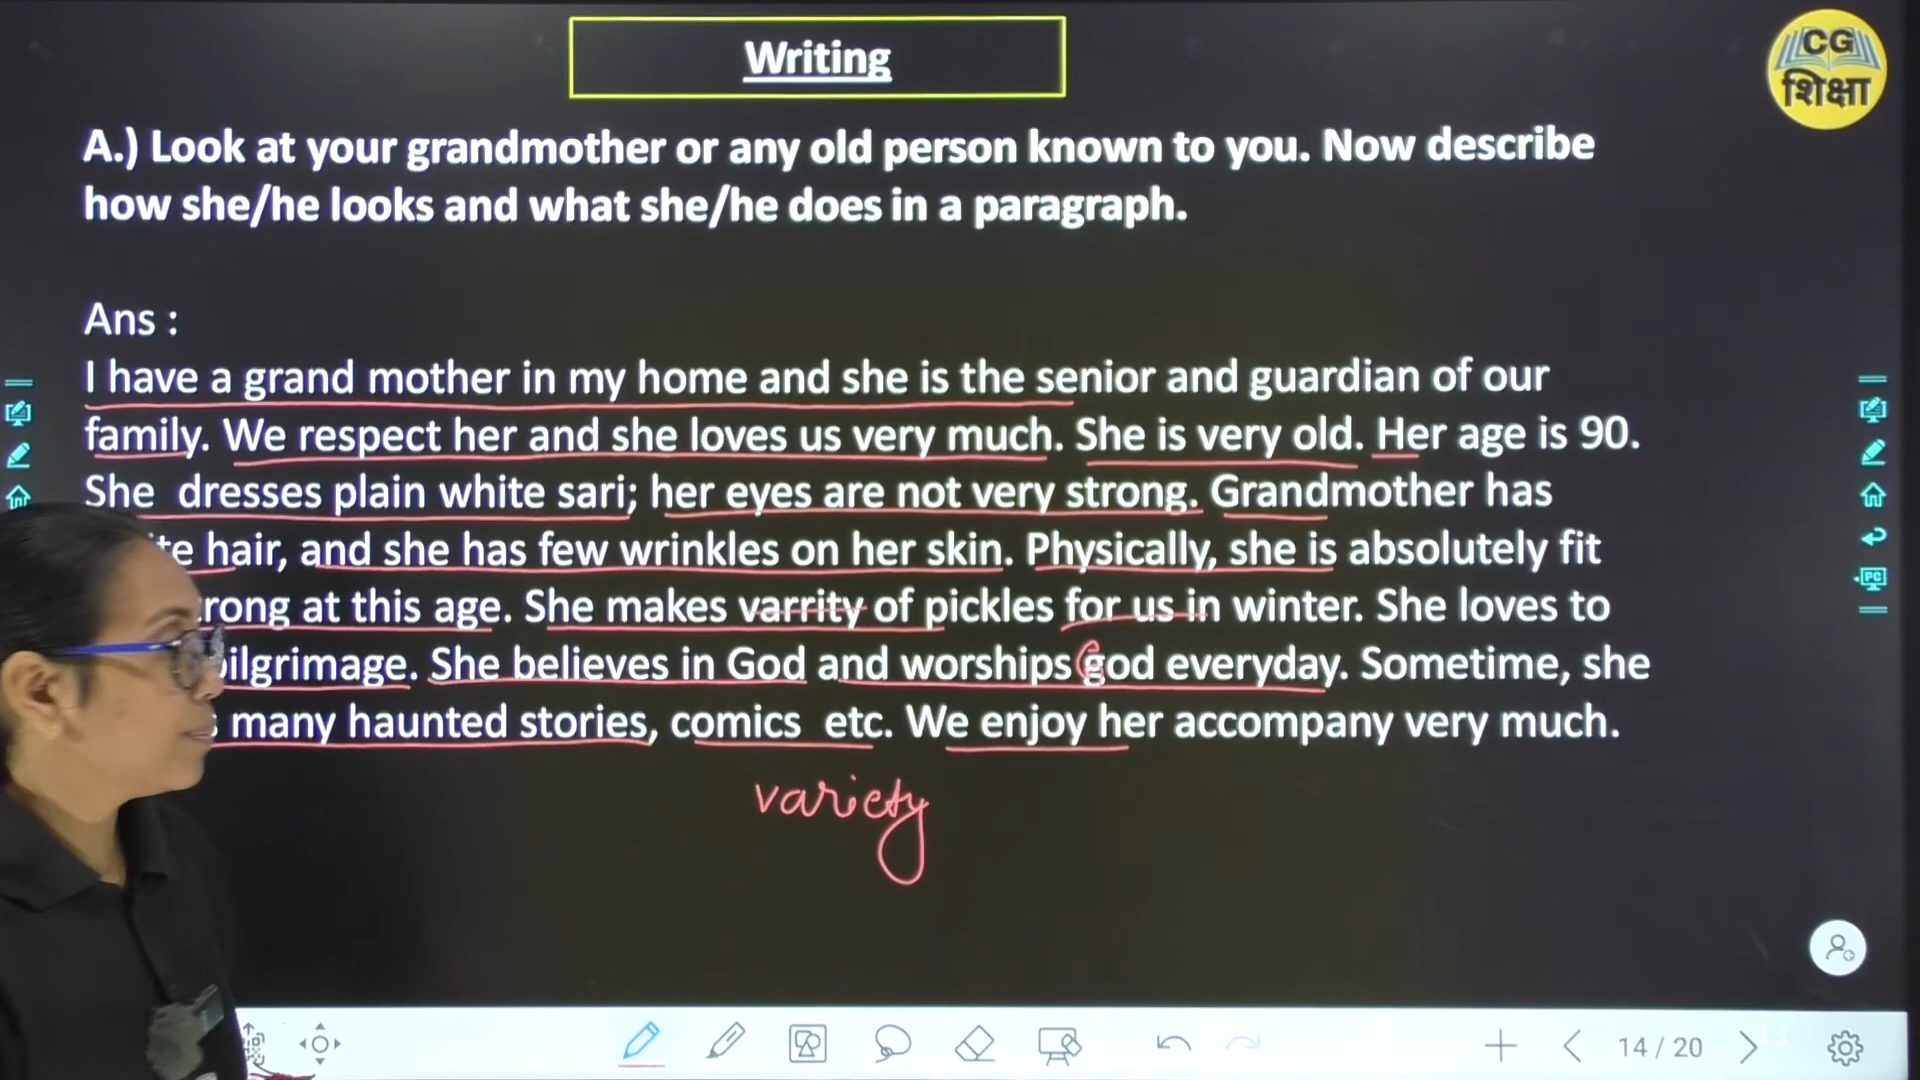 Writing
CG
शिक्षा
A.) Look at your grandmother or any old person known to you. Now describe
how she/he looks and what she/he does in a paragraph.
Ans :
I have a grand mother in my home and she is the senior and guardian of our
family. We respect her and she loves us very much. She is very old. Her age is 90.
She dresses plain white sari; her eyes are not very strong. Grandmother has
hair, and she has few wrinkles on her skin. Physically, she is absolutely fit
at this age. She makes varrity of pickles for us in winter. She loves to
She believes in God and worships god everyday. Sometime, she
many haunted stories, comics etc. We enjoy her accompany very much.
variety
PC
14 / 20